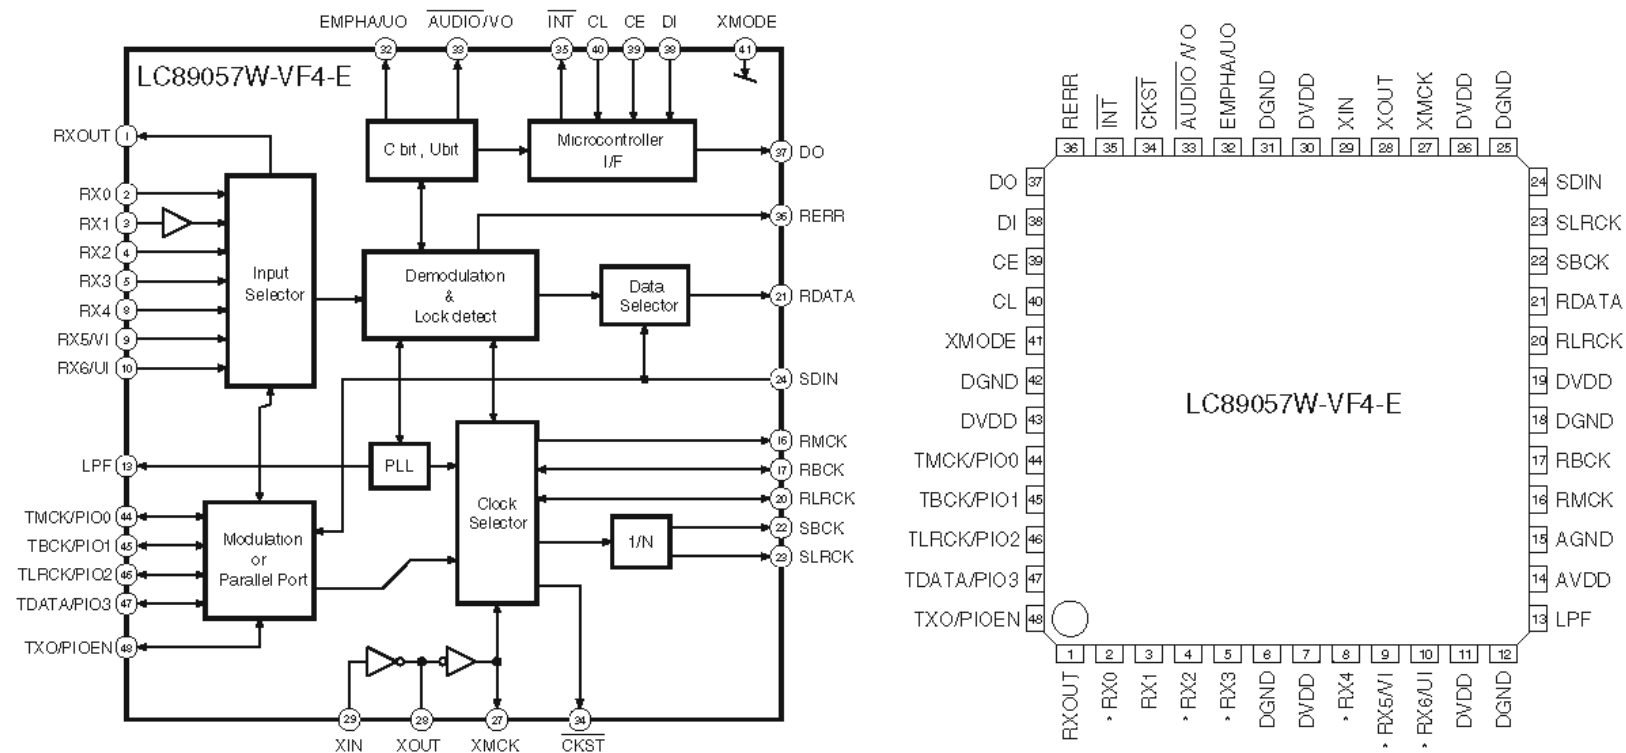 EMPHA/UO AUDIO/VO INT CL CE DI XMODE
32 33 35 40 39 38 41
LC89057W-VF4-E
RXOUT 1
C bit, Ubit
Microcontroller
I/F
37 DO
RX0 2
RX1 3
RX2 4
RX3 5
RX4 8
RX5/VI 9
RX6/UI 10
Input
Selector
36 RERR
Demodulation
&
Lock detect
Data
Selector
21 RDATA
24 SDIN
LPF 13
PLL
Clock
Selector
16 RMCK
17 RBCK
20 RLRCK
22 SBCK
23 SLRCK
1/N
TMCK/PIO0 44
TBCK/PIO1 45
TLRCK/PIO2 46
TDATA/PIO3 47
TXO/PIOEN 48
Modulation
or
Parallel Port
29 28 27 34
XIN XOUT XMCK CKST
RERR INT CKST AUDIO/VO EMPHA/UO DGND DVDD XIN XOUT XMCK DVDD DGND
36 35 34 33 32 31 30 29 28 27 26 25
DO 37
DI 38
CE 39
CL 40
XMODE 41
DGND 42
DVDD 43
TMCK/PIO0 44
TBCK/PIO1 45
TLRCK/PIO2 46
TDATA/PIO3 47
TXO/PIOEN 48
LC89057W-VF4-E
24 SDIN
23 SLRCK
22 SBCK
21 RDATA
20 RLRCK
19 DVDD
18 DGND
17 RBCK
16 RMCK
15 AGND
14 AVDD
13 LPF
1 2 3 4 5 6 7 8 9 10 11 12
RXOUT * RX0 RX1 * RX2 * RX3 DGND DVDD * RX4 * RX5/VI * RX6/UI DVDD DGND